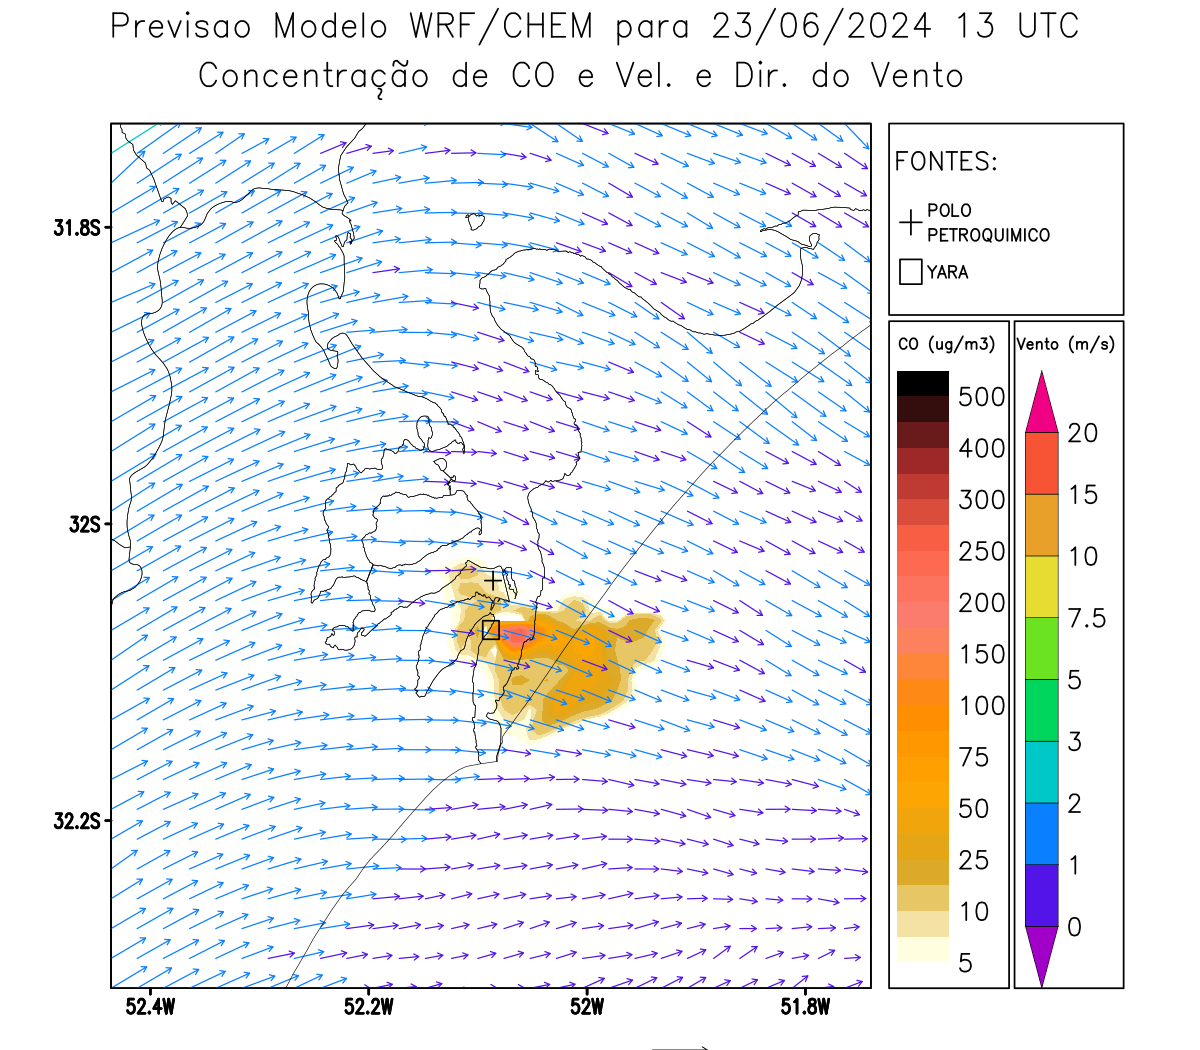 Previsao Modelo WRF/CHEM para 23/06/2024 13 UTC
Concentração de CO e Vel. e Dir. do Vento
FONTES:
POLO
PETROQUIMICO
YARA
CO (ug/m3)
500
400
300
250
200
150
100
75
50
25
10
5
Vento (m/s)
20
15
10
7.5
5
3
2
1
0
31.8S
32S
32.2S
52.4W
52.2W
52W
51.8W